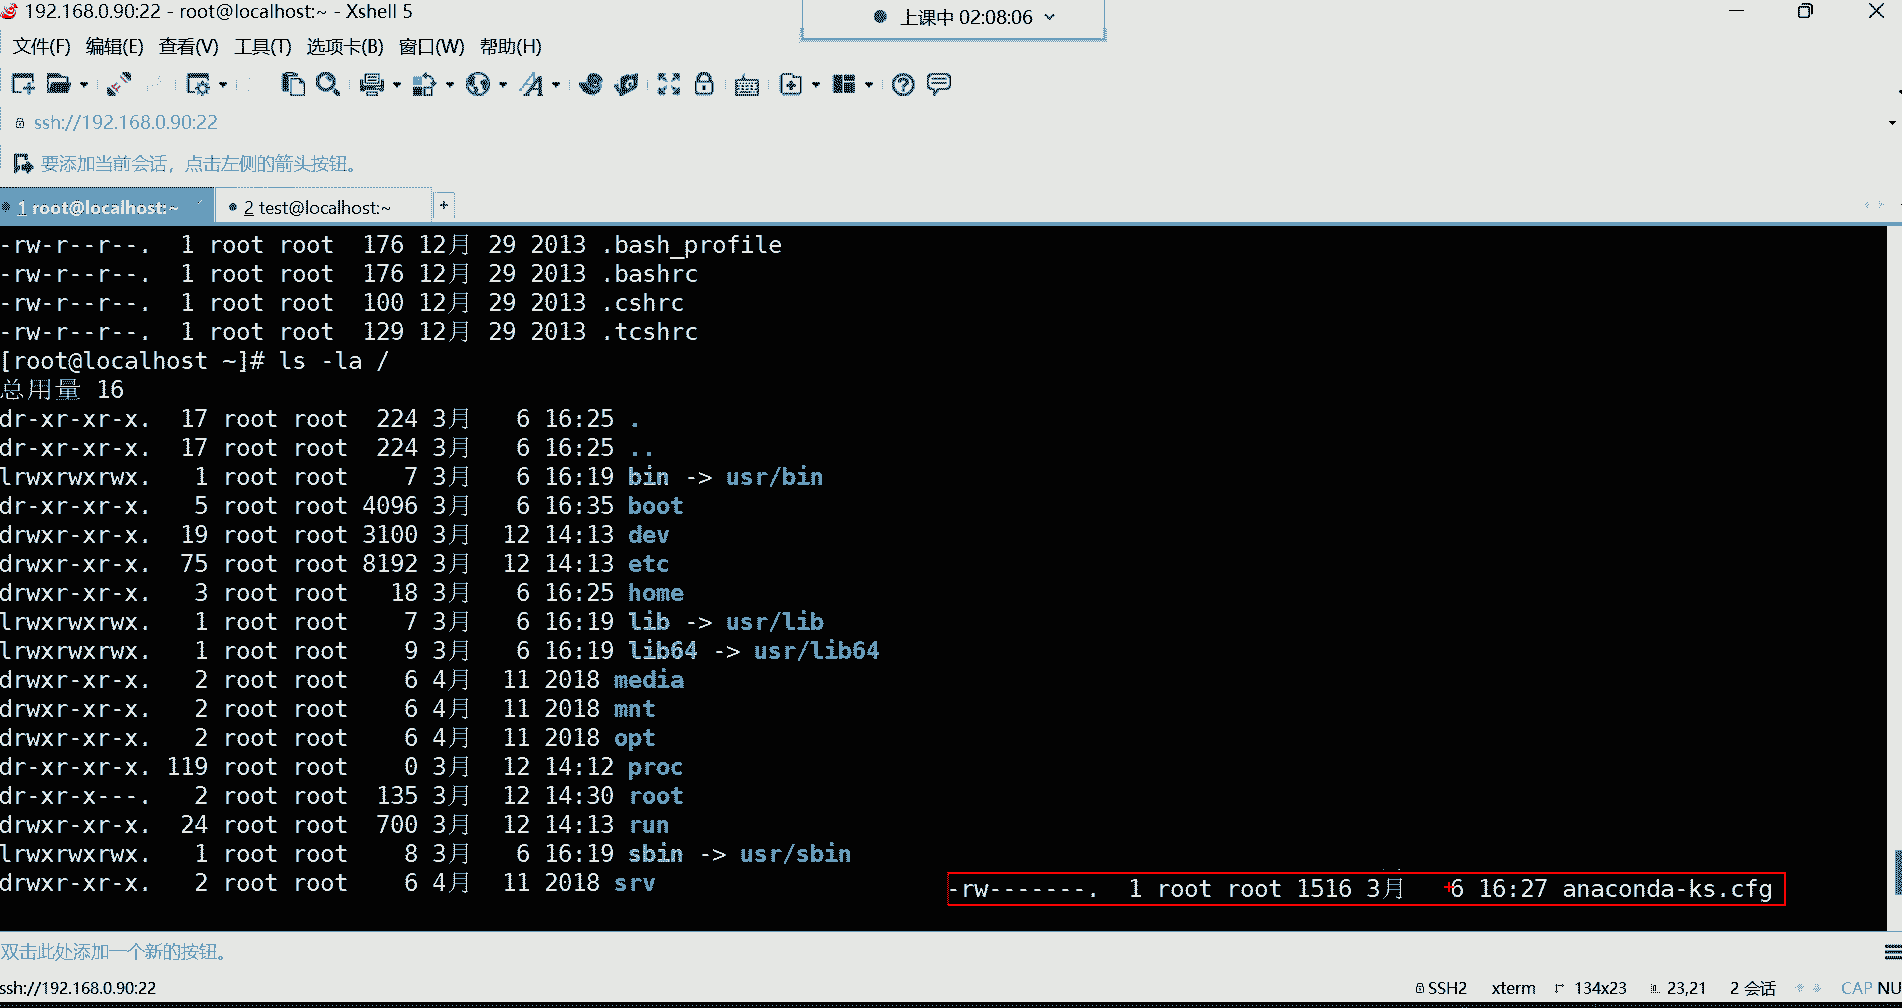 192.168.0.90:22 - root@localhost:~ - Xshell 5
上课中 02:08:06
文件(F) 编辑(E) 查看(V) 工具(T) 选项卡(B) 窗口(W) 帮助(H)
ssh://192.168.0.90:22
要添加当前会话，点击左侧的箭头按钮。
1 root@localhost:~
2 test@localhost:~
+
-rw-r--r--.  1 root root  176 12月 29 2013 .bash_profile
-rw-r--r--.  1 root root  176 12月 29 2013 .bashrc
-rw-r--r--.  1 root root  100 12月 29 2013 .cshrc
-rw-r--r--.  1 root root  129 12月 29 2013 .tcshrc
[root@localhost ~]# ls -la /
总用量 16
dr-xr-xr-x.  17 root root  224 3月   6 16:25 .
dr-xr-xr-x.  17 root root  224 3月   6 16:25 ..
lrwxrwxrwx.   1 root root    7 3月   6 16:19 bin -> usr/bin
dr-xr-xr-x.   5 root root 4096 3月   6 16:35 boot
drwxr-xr-x.  19 root root 3100 3月  12 14:13 dev
drwxr-xr-x.  75 root root 8192 3月  12 14:13 etc
drwxr-xr-x.   3 root root   18 3月   6 16:25 home
lrwxrwxrwx.   1 root root    7 3月   6 16:19 lib -> usr/lib
lrwxrwxrwx.   1 root root    9 3月   6 16:19 lib64 -> usr/lib64
drwxr-xr-x.   2 root root    6 4月  11 2018 media
drwxr-xr-x.   2 root root    6 4月  11 2018 mnt
drwxr-xr-x.   2 root root    6 4月  11 2018 opt
dr-xr-xr-x. 119 root root    0 3月  12 14:12 proc
dr-xr-x---.   2 root root  135 3月  12 14:30 root
drwxr-xr-x.  24 root root  700 3月  12 14:13 run
lrwxrwxrwx.   1 root root    8 3月   6 16:19 sbin -> usr/sbin
drwxr-xr-x.   2 root root    6 4月  11 2018 srv
-rw-------.  1 root root 1516 3月   6 16:27 anaconda-ks.cfg
双击此处添加一个新的按钮。
ssh://192.168.0.90:22
SSH2 xterm 134x23 23,21 2 会话 CAP NU